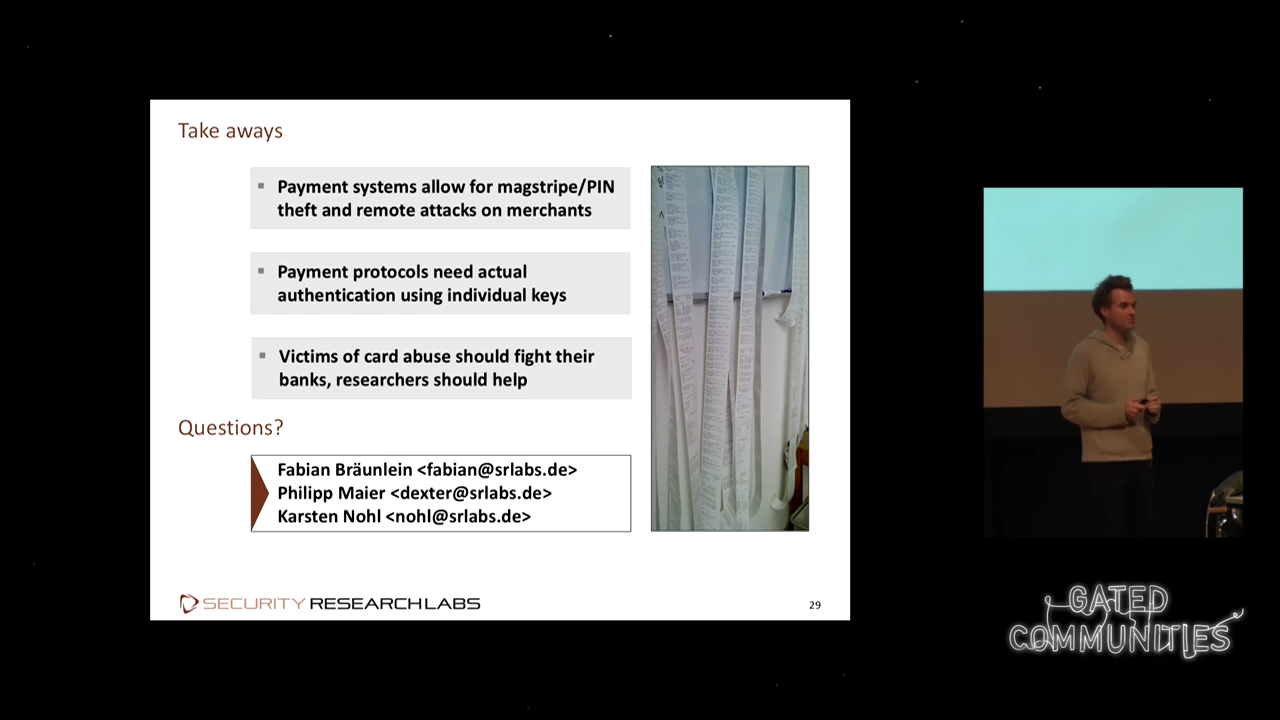 Take aways
▪ Payment systems allow for magstripe/PIN
theft and remote attacks on merchants
▪ Payment protocols need actual
authentication using individual keys
▪ Victims of card abuse should fight their
banks, researchers should help
Questions?
Fabian Bräunlein <fabian@srlabs.de>
Philipp Maier <dexter@srlabs.de>
Karsten Nohl <nohl@srlabs.de>
SECURITY RESEARCH LABS
29
GATED
COMMUNITIES